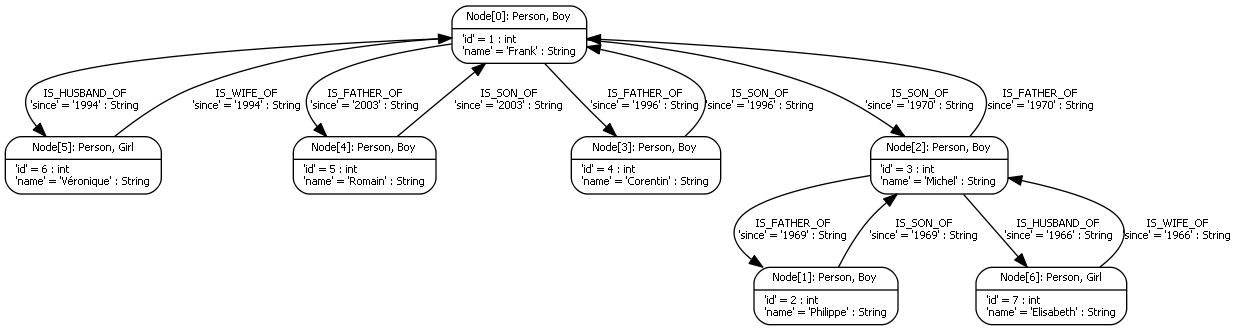 Node[0]: Person, Boy
'id' = 1 : int
'name' = 'Frank' : String
IS_HUSBAND_OF
'since' = '1994' : String
IS_WIFE_OF
'since' = '1994' : String
IS_FATHER_OF
'since' = '2003' : String
IS_SON_OF
'since' = '2003' : String
IS_FATHER_OF
'since' = '1996' : String
IS_SON_OF
'since' = '1996' : String
IS_SON_OF
'since' = '1970' : String
IS_FATHER_OF
'since' = '1970' : String
Node[5]: Person, Girl
'id' = 6 : int
'name' = 'Véronique' : String
Node[4]: Person, Boy
'id' = 5 : int
'name' = 'Romain' : String
Node[3]: Person, Boy
'id' = 4 : int
'name' = 'Corentin' : String
Node[2]: Person, Boy
'id' = 3 : int
'name' = 'Michel' : String
IS_FATHER_OF
'since' = '1969' : String
IS_SON_OF
'since' = '1969' : String
IS_HUSBAND_OF
'since' = '1966' : String
IS_WIFE_OF
'since' = '1966' : String
Node[1]: Person, Boy
'id' = 2 : int
'name' = 'Philippe' : String
Node[6]: Person, Girl
'id' = 7 : int
'name' = 'Elisabeth' : String